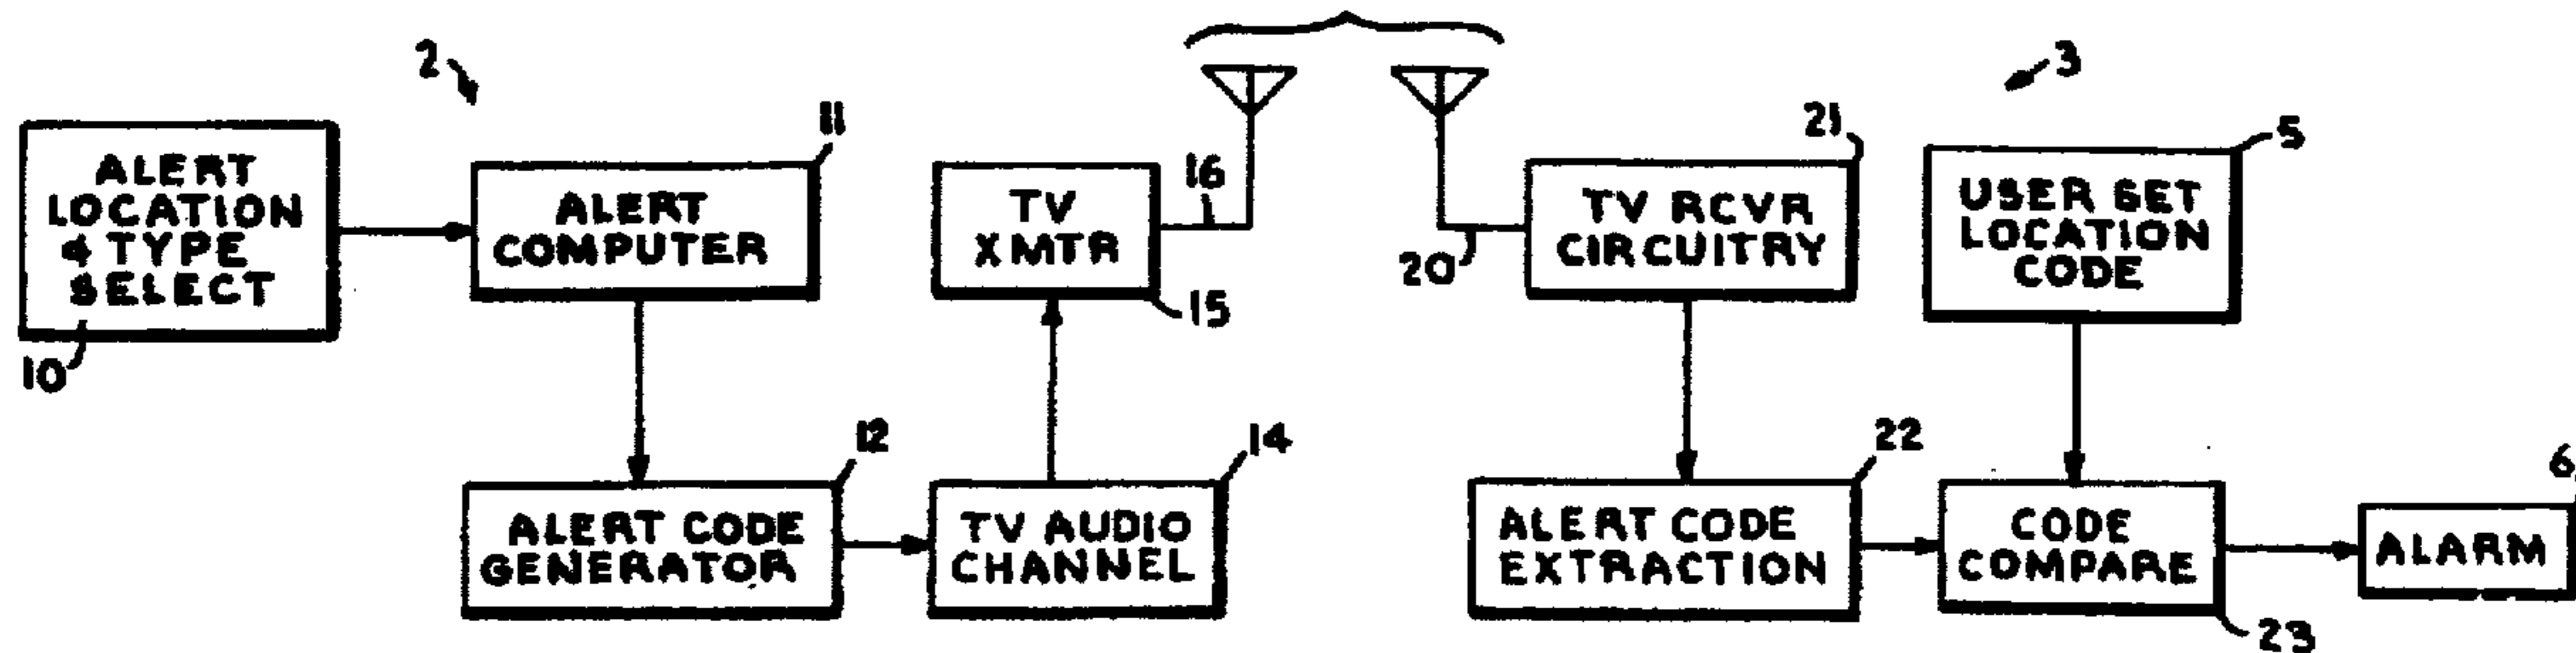 2
3
ALERT
LOCATION
& TYPE
SELECT
10
ALERT
COMPUTER
11
TV
XMTR
15
16
20
TV RCVR
CIRCUITRY
21
USER SET
LOCATION
CODE
5
ALERT CODE
GENERATOR
12
TV AUDIO
CHANNEL
14
ALERT CODE
EXTRACTION
22
CODE
COMPARE
23
ALARM
6